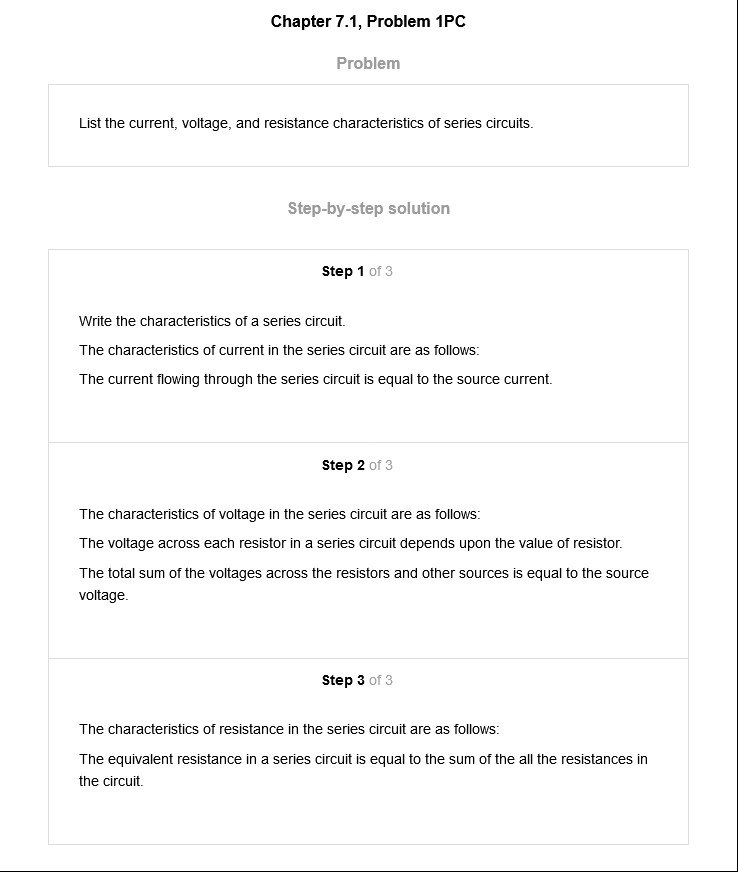 Chapter 7.1, Problem 1PC
Problem
List the current, voltage, and resistance characteristics of series circuits.
Step-by-step solution
Step 1 of 3
Write the characteristics of a series circuit.
The characteristics of current in the series circuit are as follows:
The current flowing through the series circuit is equal to the source current.
Step 2 of 3
The characteristics of voltage in the series circuit are as follows:
The voltage across each resistor in a series circuit depends upon the value of resistor.
The total sum of the voltages across the resistors and other sources is equal to the source
voltage.
Step 3 of 3
The characteristics of resistance in the series circuit are as follows:
The equivalent resistance in a series circuit is equal to the sum of the all the resistances in
the circuit.